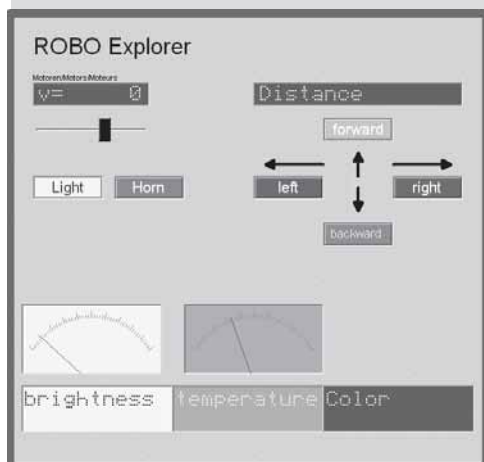 ROBO Explorer
Motoren/Motors/Moteurs
v= 0
Distance
forward
Light Horn left right
backward
brightness temperature Color